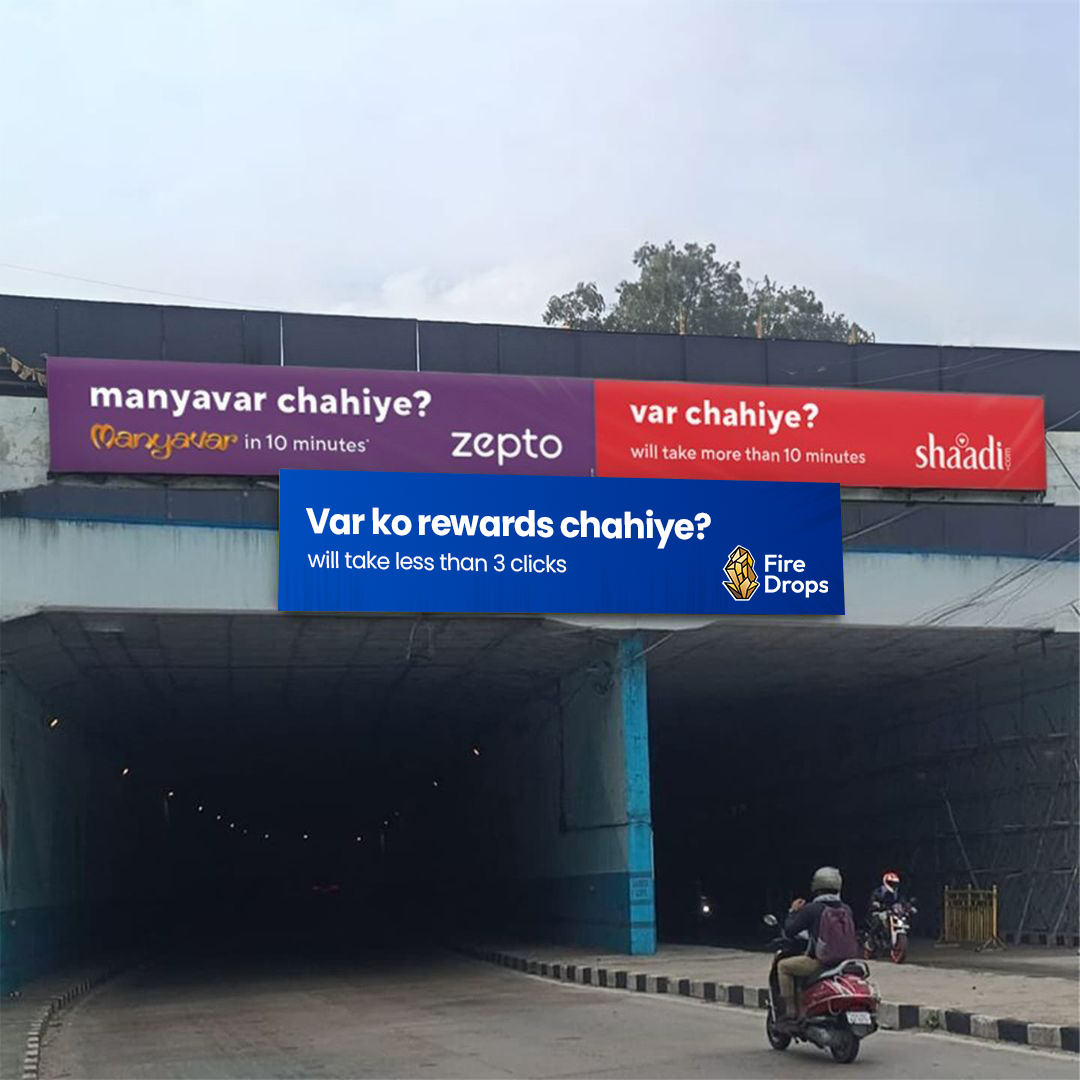 manyavar chahiye?
Manyavar in 10 minutes*
zepto
var chahiye?
will take more than 10 minutes
shaadi.com
Var ko rewards chahiye?
will take less than 3 clicks
Fire
Drops